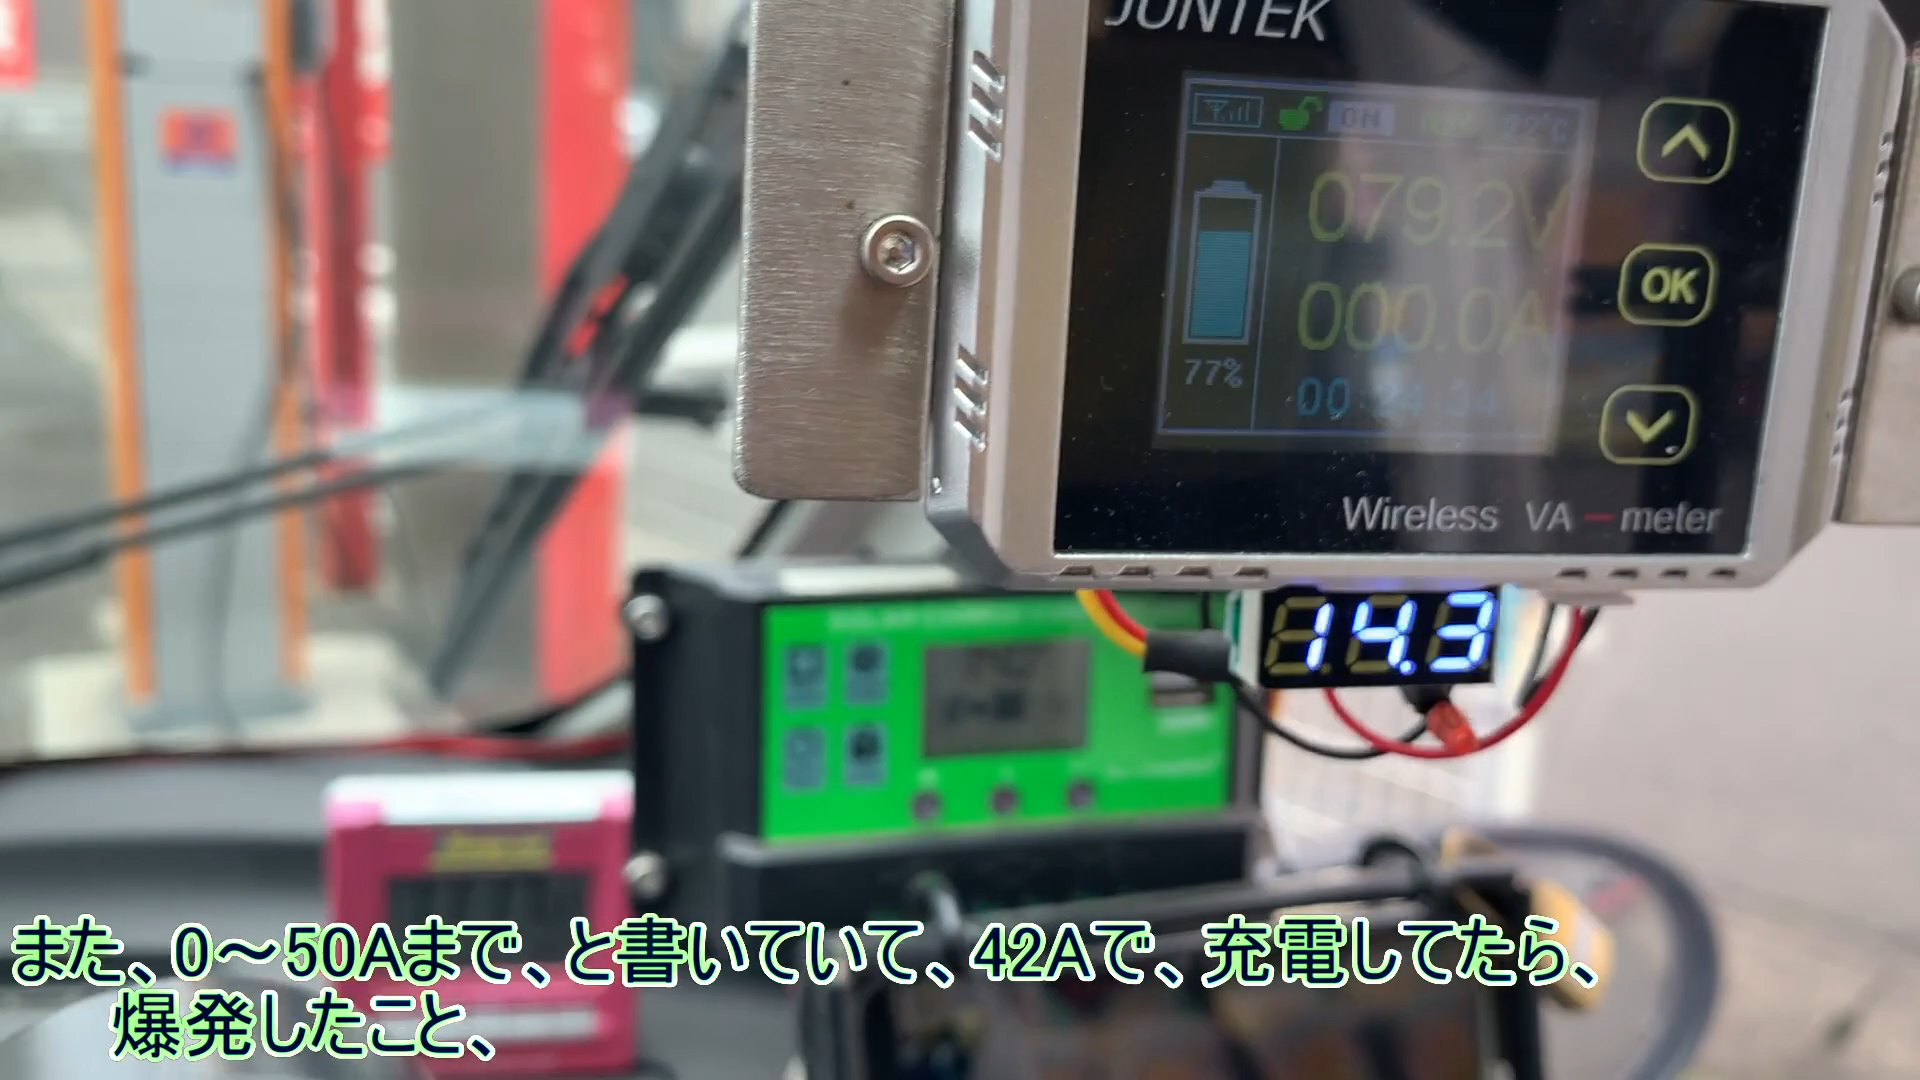 JUNTEK
ON
079.2V
000.0A
77%
OK
Wireless VA meter
14.3
また、0～50Aまで、と書いていて、42Aで、充電してたら、
爆発したこと、